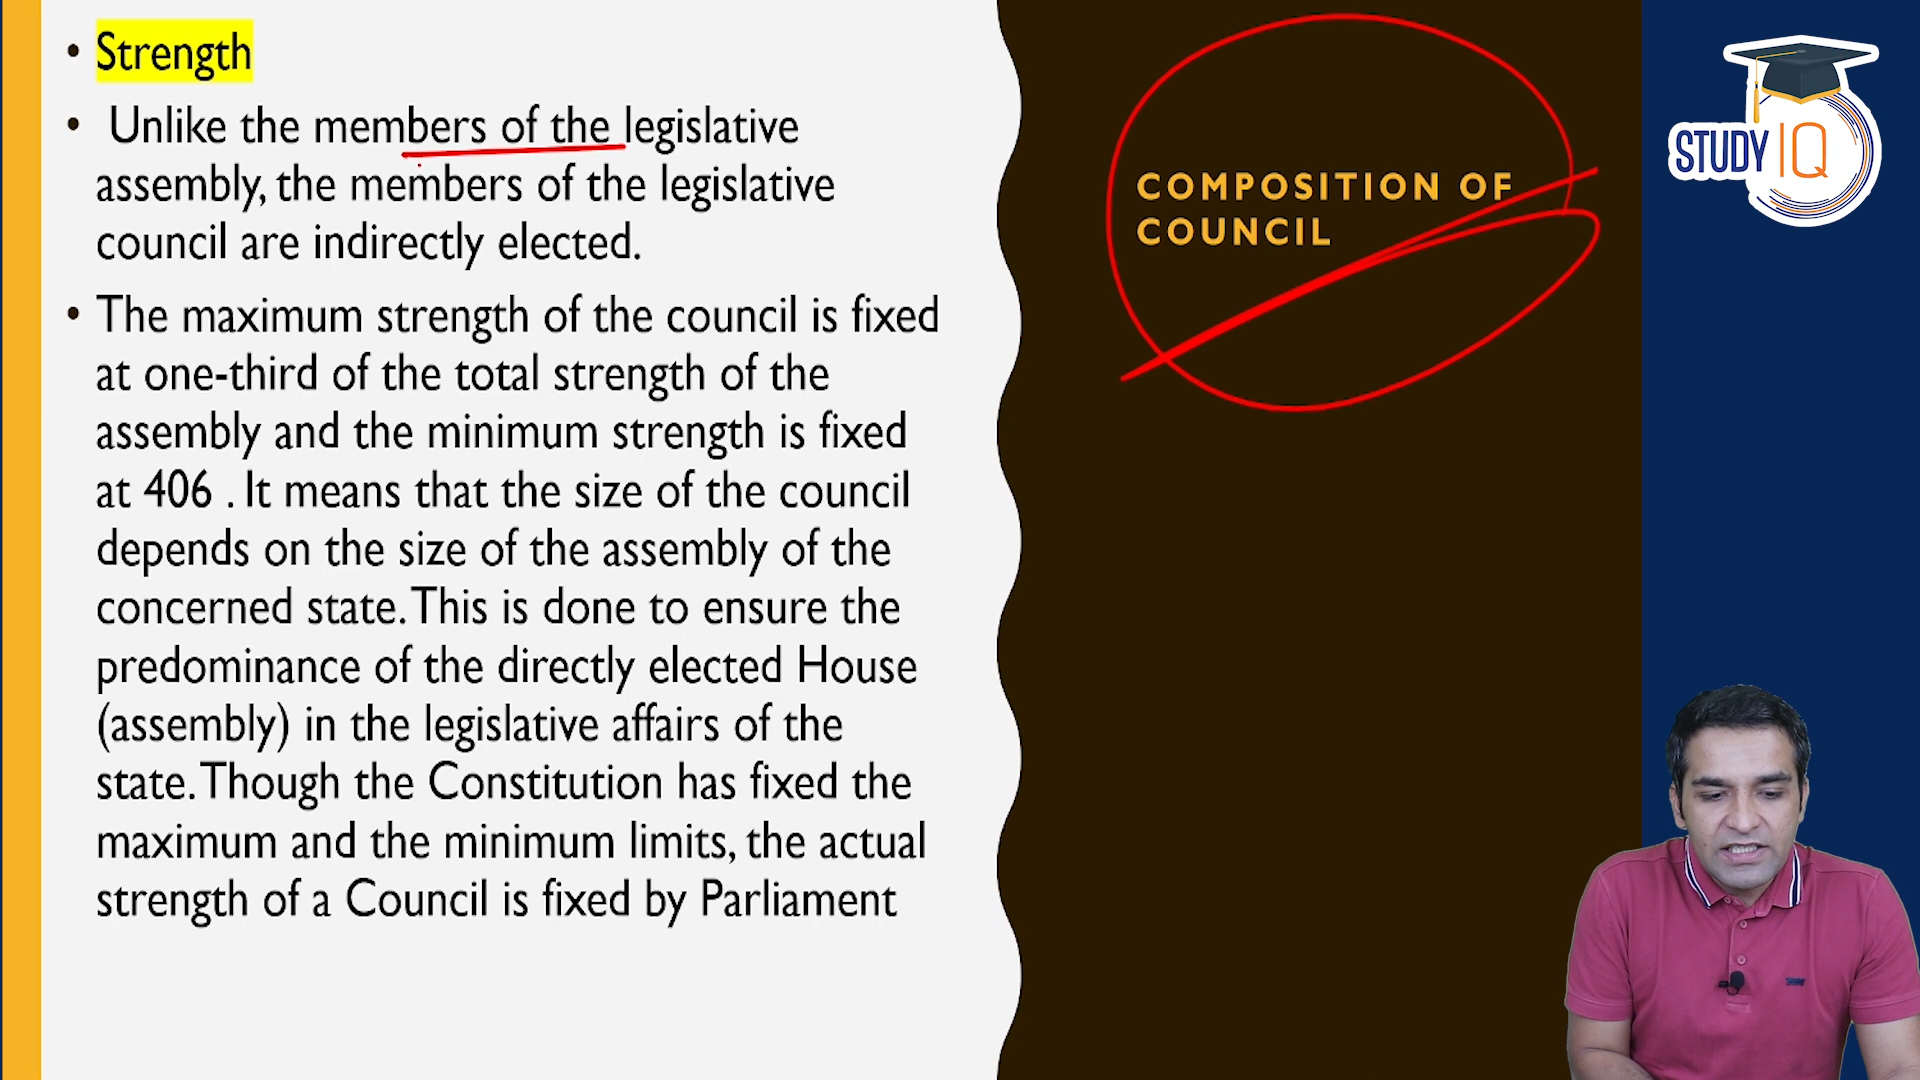 • Strength
• Unlike the members of the legislative
assembly, the members of the legislative
council are indirectly elected.
• The maximum strength of the council is fixed
at one-third of the total strength of the
assembly and the minimum strength is fixed
at 406 . It means that the size of the council
depends on the size of the assembly of the
concerned state. This is done to ensure the
predominance of the directly elected House
(assembly) in the legislative affairs of the
state. Though the Constitution has fixed the
maximum and the minimum limits, the actual
strength of a Council is fixed by Parliament
COMPOSITION OF
COUNCIL
STUDY IQ